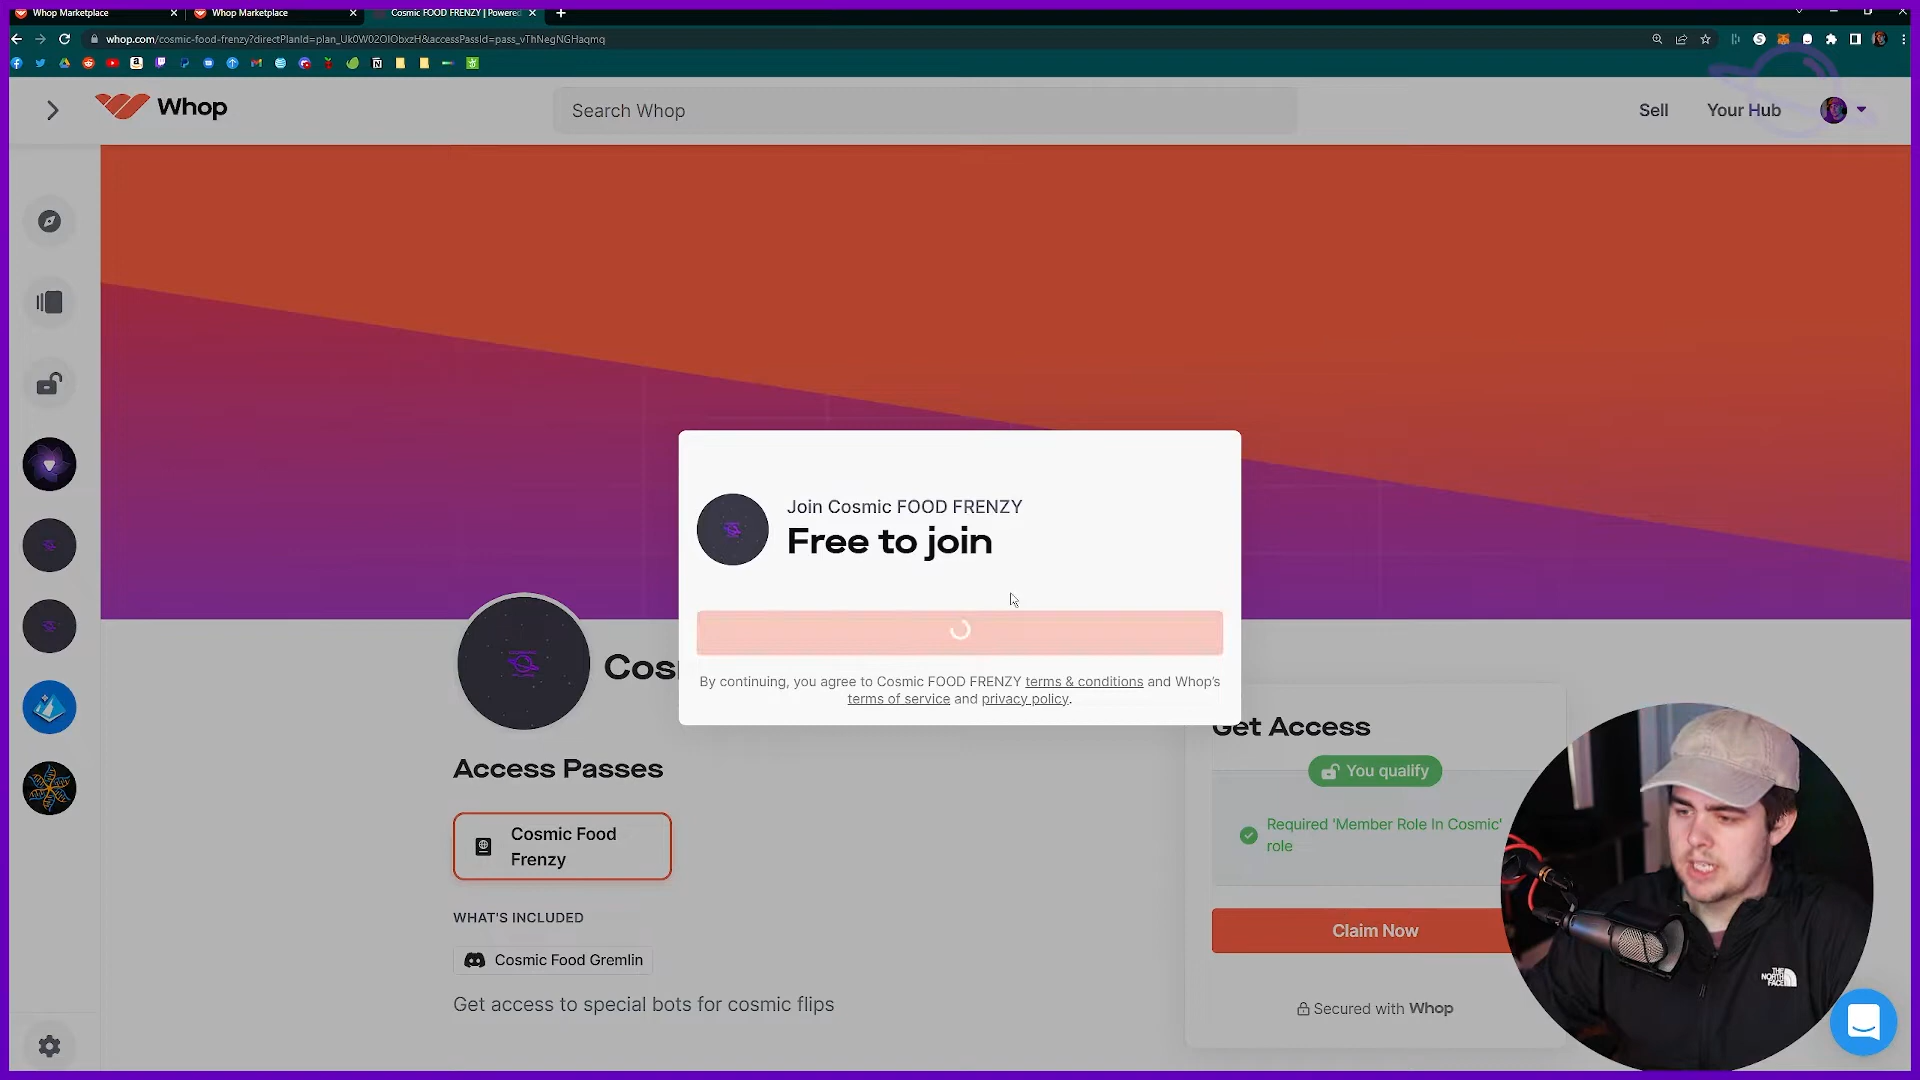 Whop Marketplace
Whop Marketplace
Cosmic FOOD FRENZY | Powered
whop.com/cosmic-food-frenzy?directPlanId=plan_Uk0W02OIObxzH&accessPassId=pass_vThNegNGHaqmq
Whop
Search Whop
Sell
Your Hub
Join Cosmic FOOD FRENZY
Free to join
By continuing, you agree to Cosmic FOOD FRENZY terms & conditions and Whop's
terms of service and privacy policy.
Cos
Get Access
You qualify
Required 'Member Role In Cosmic'
role
Claim Now
Secured with Whop
Access Passes
Cosmic Food
Frenzy
WHAT'S INCLUDED
Cosmic Food Gremlin
Get access to special bots for cosmic flips
THE
NORTH
FACE